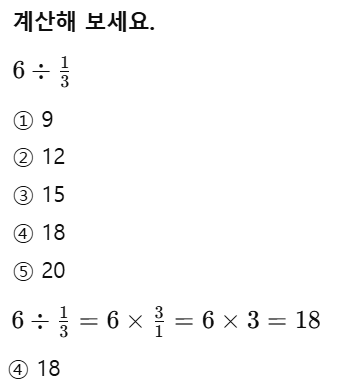 계산해 보세요.
6 ÷ 1/3
① 9
② 12
③ 15
④ 18
⑤ 20
6 ÷ 1/3 = 6 × 3/1 = 6 × 3 = 18
④ 18